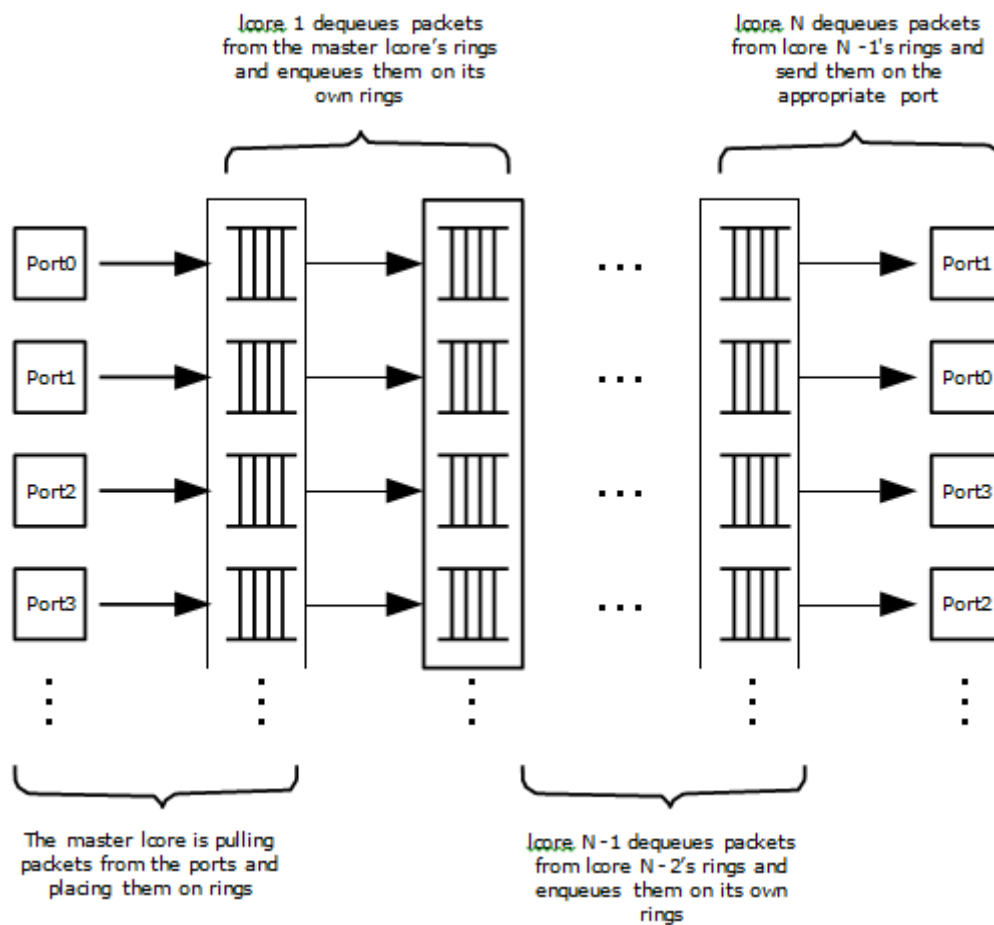 lcore 1 dequeues packets
from the master lcore's rings
and enqueues them on its
own rings
lcore N dequeues packets
from lcore N -1's rings and
send them on the
appropriate port
Port0
Port1
Port1
Port0
Port2
Port3
Port3
Port2
The master lcore is pulling
packets from the ports and
placing them on rings
lcore N-1 dequeues packets
from lcore N-2's rings and
enqueues them on its own
rings